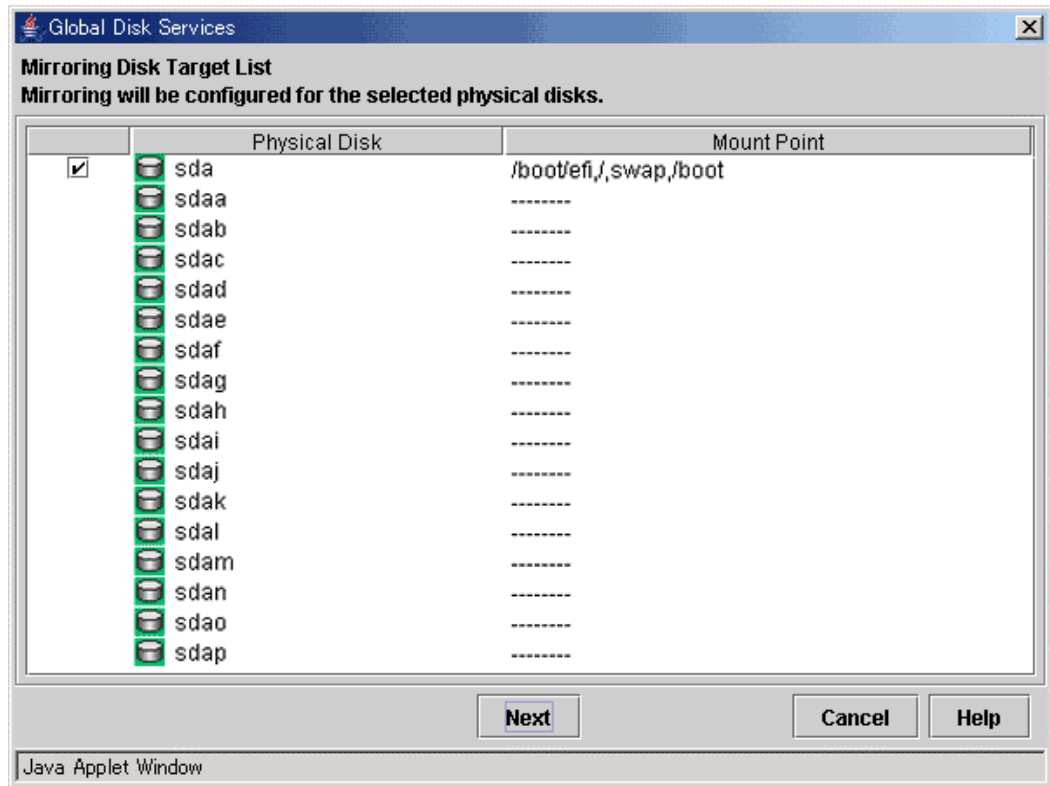 Global Disk Services
Mirroring Disk Target List
Mirroring will be configured for the selected physical disks.
Physical Disk Mount Point
sda /boot/efi,/,swap,/boot
sdaa --------
sdab --------
sdac --------
sdad --------
sdae --------
sdaf --------
sdag --------
sdah --------
sdai --------
sdaj --------
sdak --------
sdal --------
sdam --------
sdan --------
sdao --------
sdap --------
Next Cancel Help
Java Applet Window